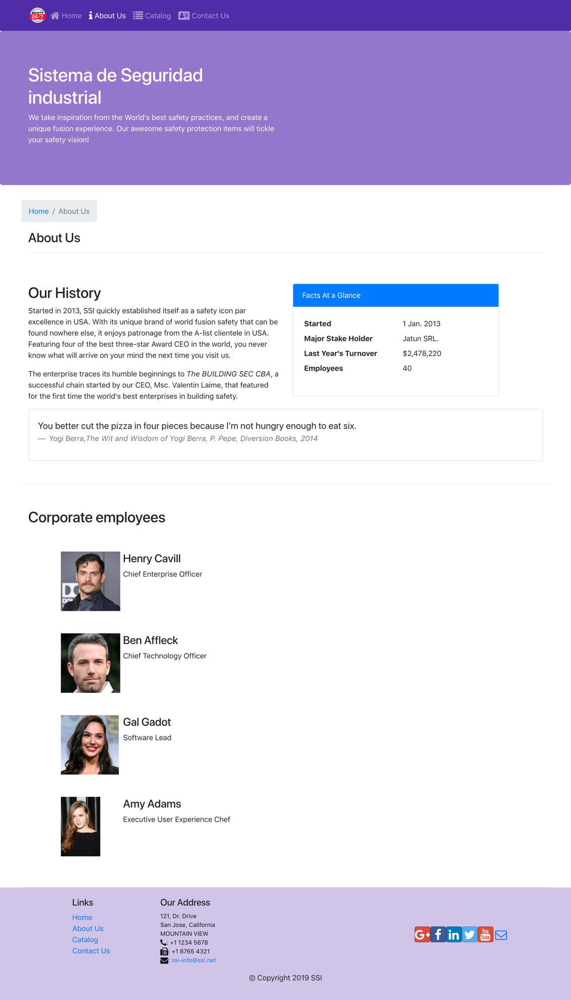 SAFETY
24/7
Home About Us Catalog Contact Us
Sistema de Seguridad
industrial
We take inspiration from the World's best safety practices, and create a
unique fusion experience. Our awesome safety protection items will tickle
your safety vision!
Home / About Us
About Us
Our History
Started in 2013, SSI quickly established itself as a safety icon par
excellence in USA. With its unique brand of world fusion safety that can be
found nowhere else, it enjoys patronage from the A-list clientele in USA.
Featuring four of the best three-star Award CEO in the world, you never
know what will arrive on your mind the next time you visit us.
The enterprise traces its humble beginnings to The BUILDING SEC CBA, a
successful chain started by our CEO, Msc. Valentin Laime, that featured
for the first time the world's best enterprises in building safety.
Facts At a Glance
Started 1 Jan. 2013
Major Stake Holder Jatun SRL.
Last Year's Turnover $2,478,220
Employees 40
You better cut the pizza in four pieces because I'm not hungry enough to eat six.
— Yogi Berra,The Wit and Wisdom of Yogi Berra, P. Pepe, Diversion Books, 2014
Corporate employees
Henry Cavill
Chief Enterprise Officer
Ben Affleck
Chief Technology Officer
Gal Gadot
Software Lead
Amy Adams
Executive User Experience Chef
Links
Home
About Us
Catalog
Contact Us
Our Address
121, Dr. Drive
San Jose, California
MOUNTAIN VIEW
: +1 1234 5678
: +1 8765 4321
: ssi-info@ssi.net
G+ f in You Tube
© Copyright 2019 SSI